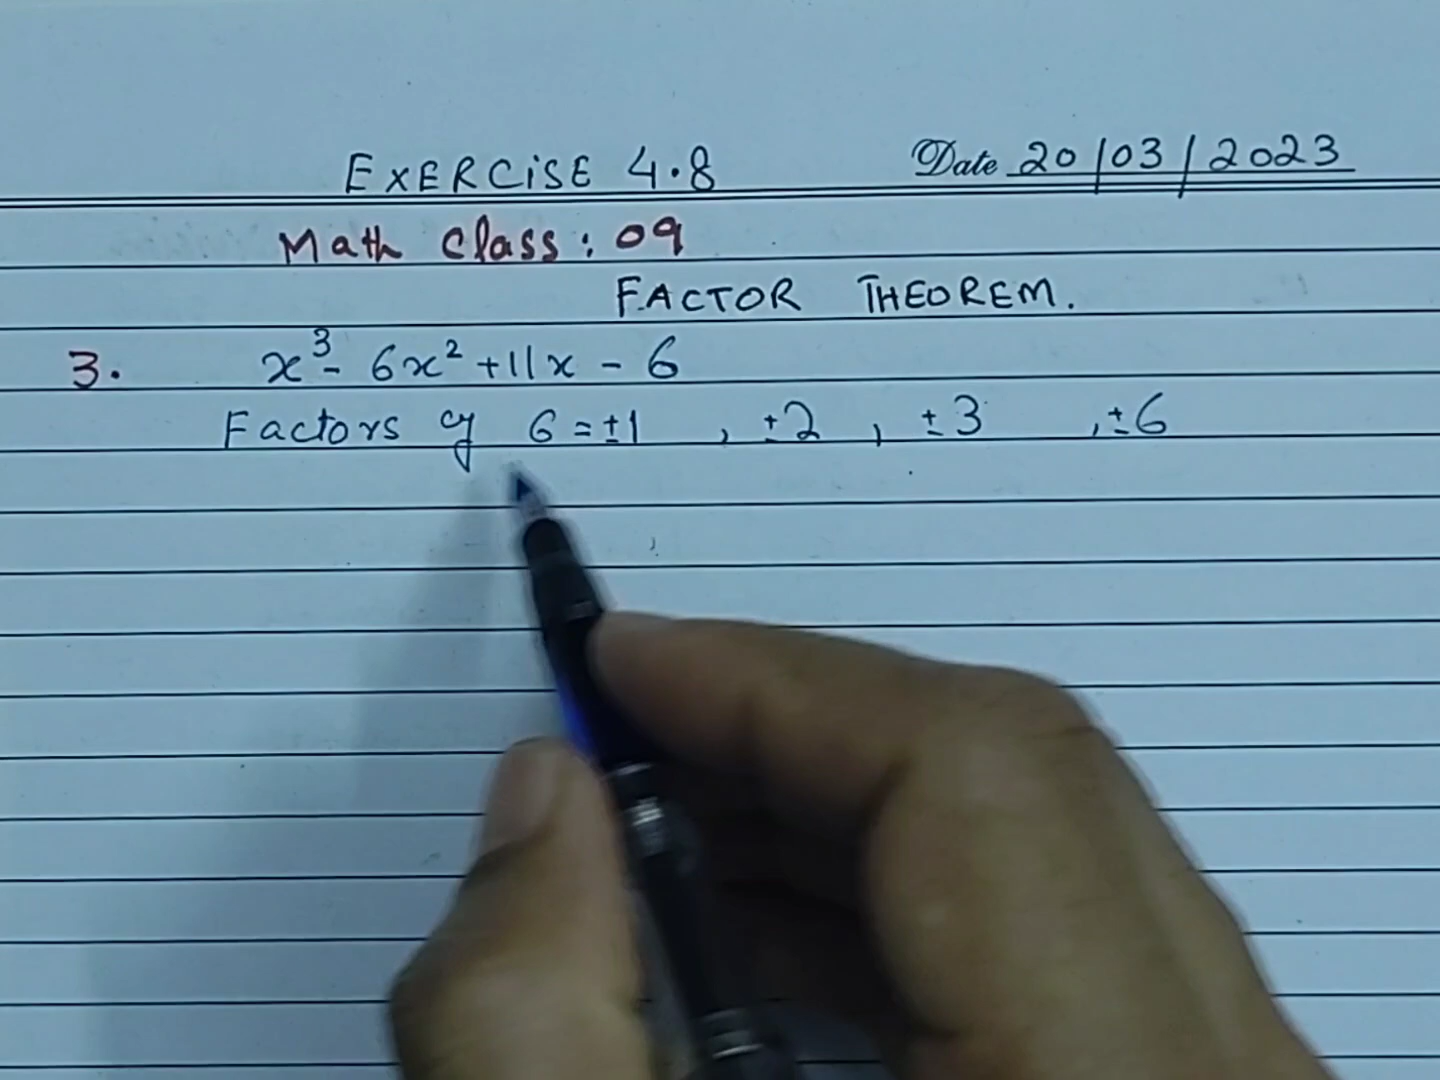 EXERCiSE 4.8 Date 20/03/2023
Math Class: 09
FACTOR THEOREM.
3. x³ - 6x² + 11x - 6
Factors of 6 = ±1 , ±2 , ±3 , ±6